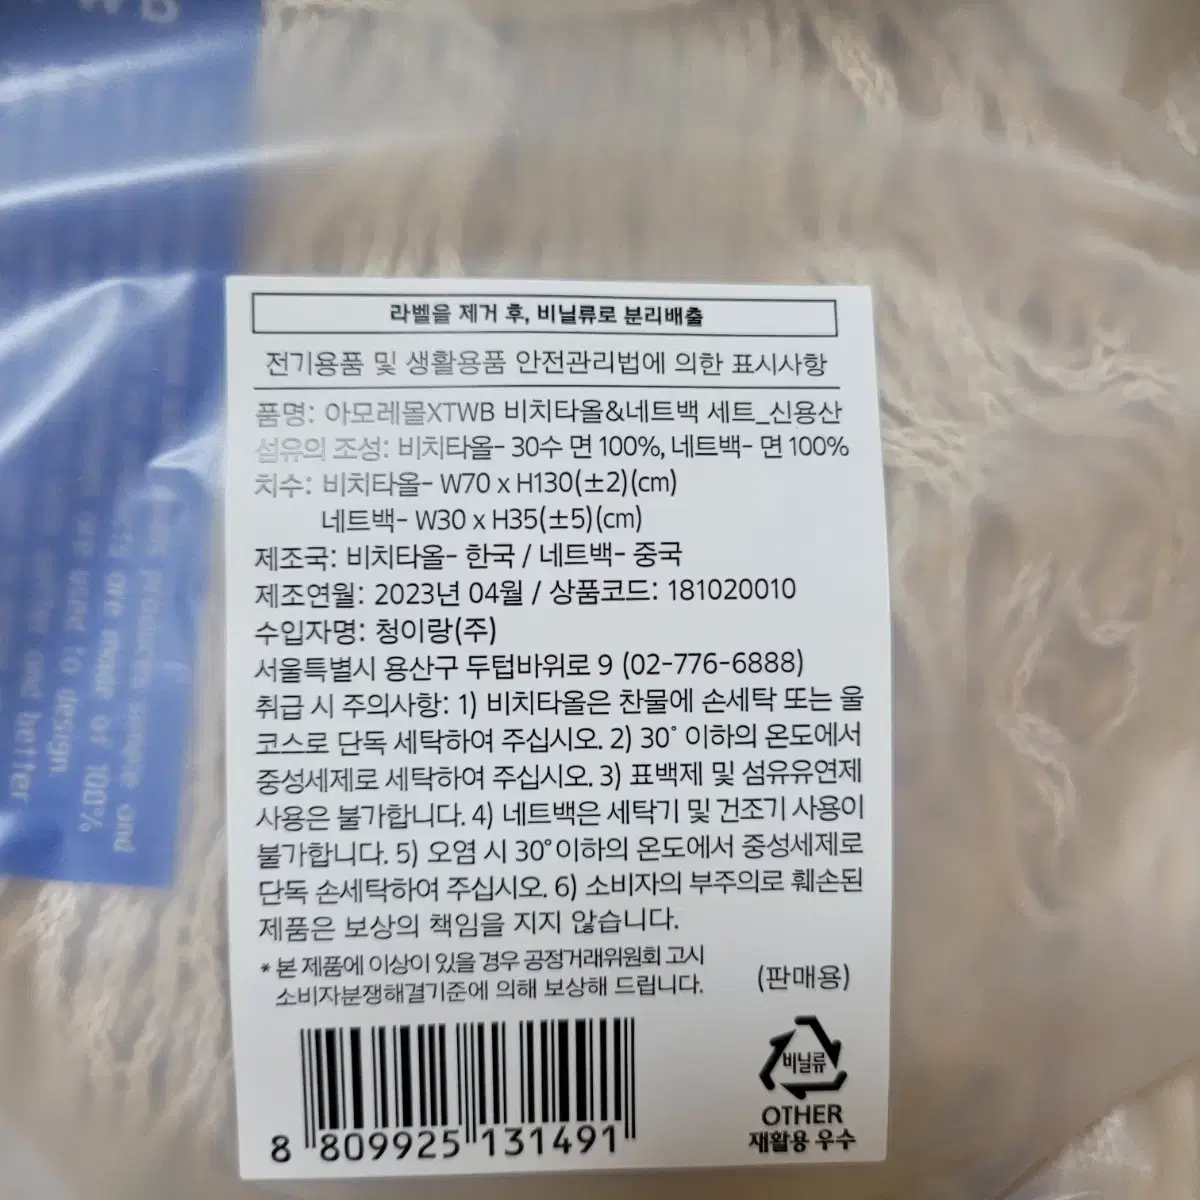 라벨을 제거 후, 비닐류로 분리배출
전기용품 및 생활용품 안전관리법에 의한 표시사항
품명: 아모레몰XTWB 비치타올&네트백 세트_신용산
섬유의 조성: 비치타올- 30수 면 100%, 네트백- 면 100%
치수: 비치타올- W70 x H130(±2)(cm)
네트백- W30 x H35(±5)(cm)
제조국: 비치타올- 한국 / 네트백- 중국
제조연월: 2023년 04월 / 상품코드: 181020010
수입자명: 청이랑(주)
서울특별시 용산구 두텁바위로 9 (02-776-6888)
취급 시 주의사항: 1) 비치타올은 찬물에 손세탁 또는 울
코스로 단독 세탁하여 주십시오. 2) 30˚ 이하의 온도에서
중성세제로 세탁하여 주십시오. 3) 표백제 및 섬유유연제
사용은 불가합니다. 4) 네트백은 세탁기 및 건조기 사용이
불가합니다. 5) 오염 시 30˚이하의 온도에서 중성세제로
단독 손세탁하여 주십시오. 6) 소비자의 부주의로 훼손된
제품은 보상의 책임을 지지 않습니다.
* 본 제품에 이상이 있을 경우 공정거래위원회 고시
소비자분쟁해결기준에 의해 보상해 드립니다.
(판매용)
8 809925 131491
비닐류
OTHER
재활용 우수
products simple and
are made of 100%
to design.
and better